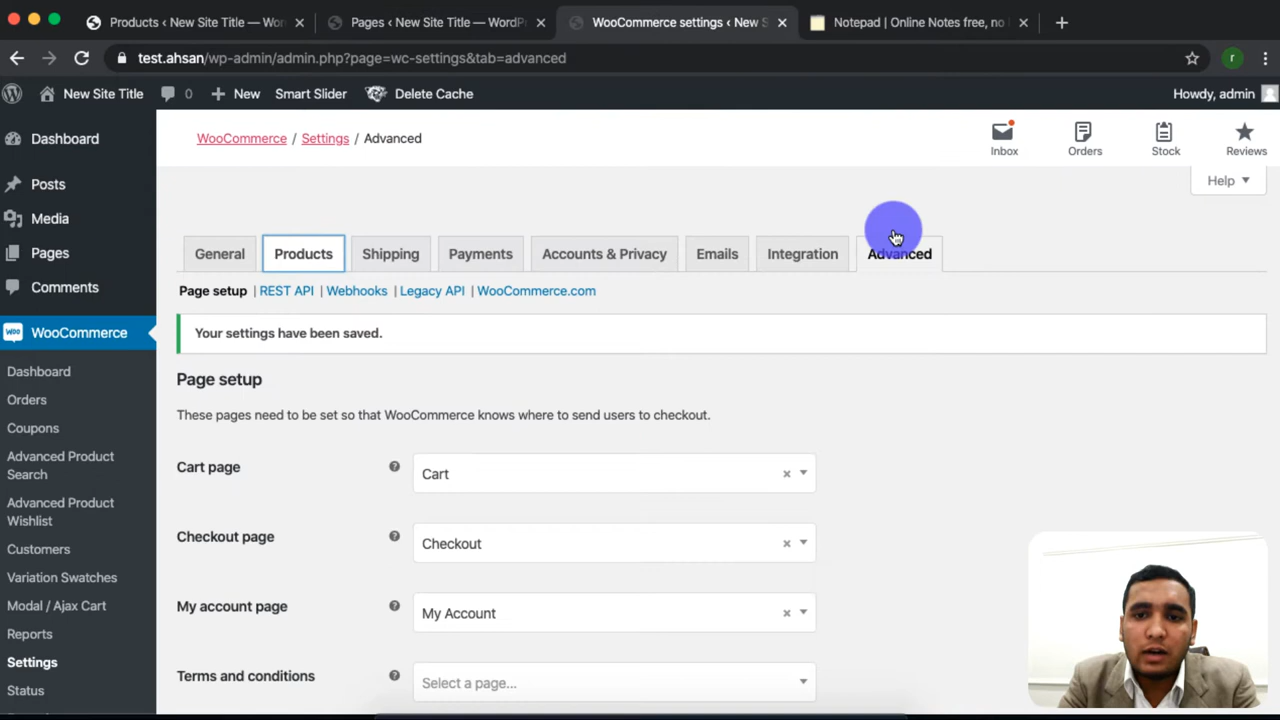 Products ‹ New Site Title — Wor
Pages ‹ New Site Title — WordP
WooCommerce settings ‹ New S
Notepad | Online Notes free, no l
test.ahsan/wp-admin/admin.php?page=wc-settings&tab=advanced
r
New Site Title
0
New
Smart Slider
Delete Cache
Howdy, admin
Dashboard
Posts
Media
Pages
Comments
WooCommerce
Dashboard
Orders
Coupons
Advanced Product
Search
Advanced Product
Wishlist
Customers
Variation Swatches
Modal / Ajax Cart
Reports
Settings
Status
WooCommerce / Settings / Advanced
Inbox
Orders
Stock
Reviews
Help
General
Products
Shipping
Payments
Accounts & Privacy
Emails
Integration
Advanced
Page setup | REST API | Webhooks | Legacy API | WooCommerce.com
Your settings have been saved.
Page setup
These pages need to be set so that WooCommerce knows where to send users to checkout.
Cart page
Cart
Checkout page
Checkout
My account page
My Account
Terms and conditions
Select a page...